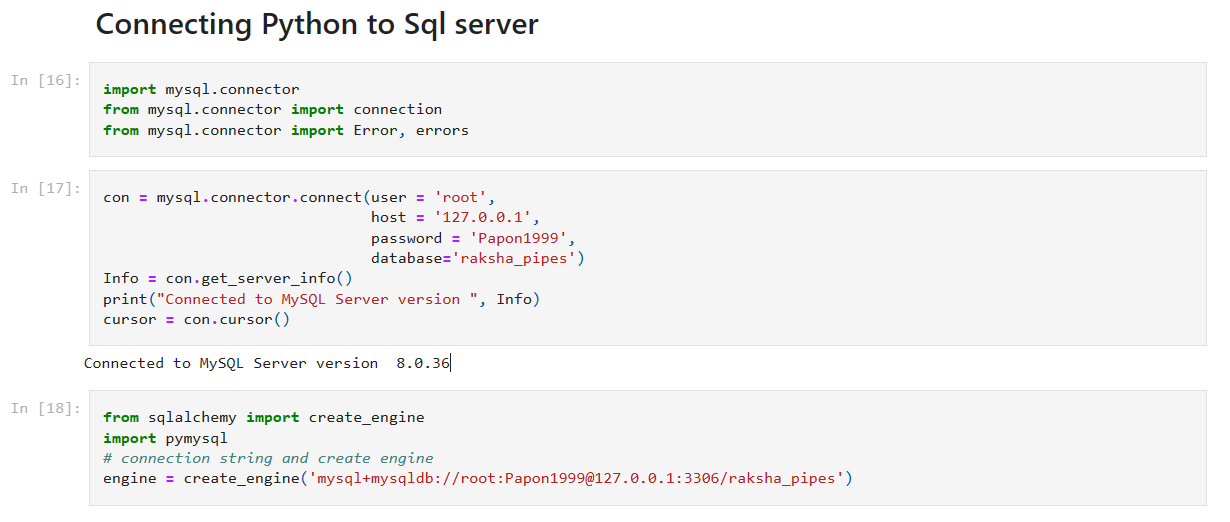 Connecting Python to Sql server
In [16]:
import mysql.connector
from mysql.connector import connection
from mysql.connector import Error, errors
In [17]:
con = mysql.connector.connect(user = 'root',
host = '127.0.0.1',
password = 'Papon1999',
database='raksha_pipes')
Info = con.get_server_info()
print("Connected to MySQL Server version ", Info)
cursor = con.cursor()
Connected to MySQL Server version  8.0.36
In [18]:
from sqlalchemy import create_engine
import pymysql
# connection string and create engine
engine = create_engine('mysql+mysqldb://root:Papon1999@127.0.0.1:3306/raksha_pipes')